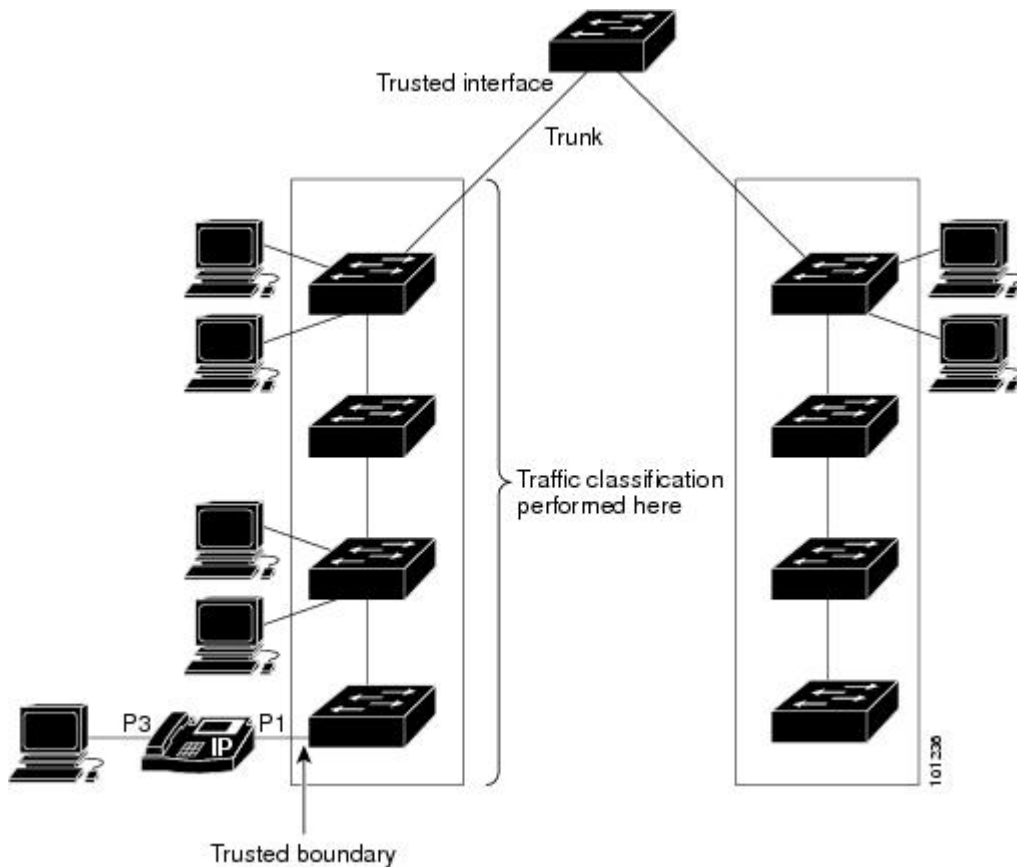 Trusted interface
Trunk
Traffic classification
performed here
P3
IP
P1
101236
Trusted boundary